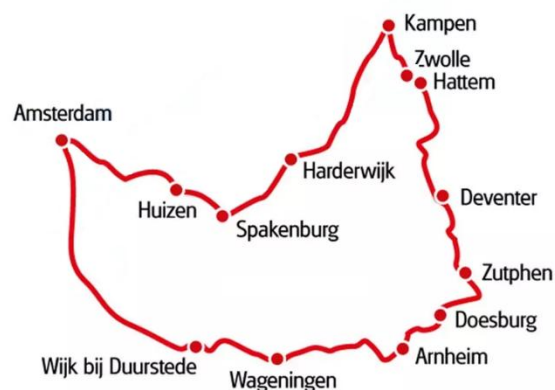 Kampen
Zwolle
Hattem
Amsterdam
Harderwijk
Huizen
Spakenburg
Deventer
Zutphen
Doesburg
Wijk bij Duurstede
Arnheim
Wageningen